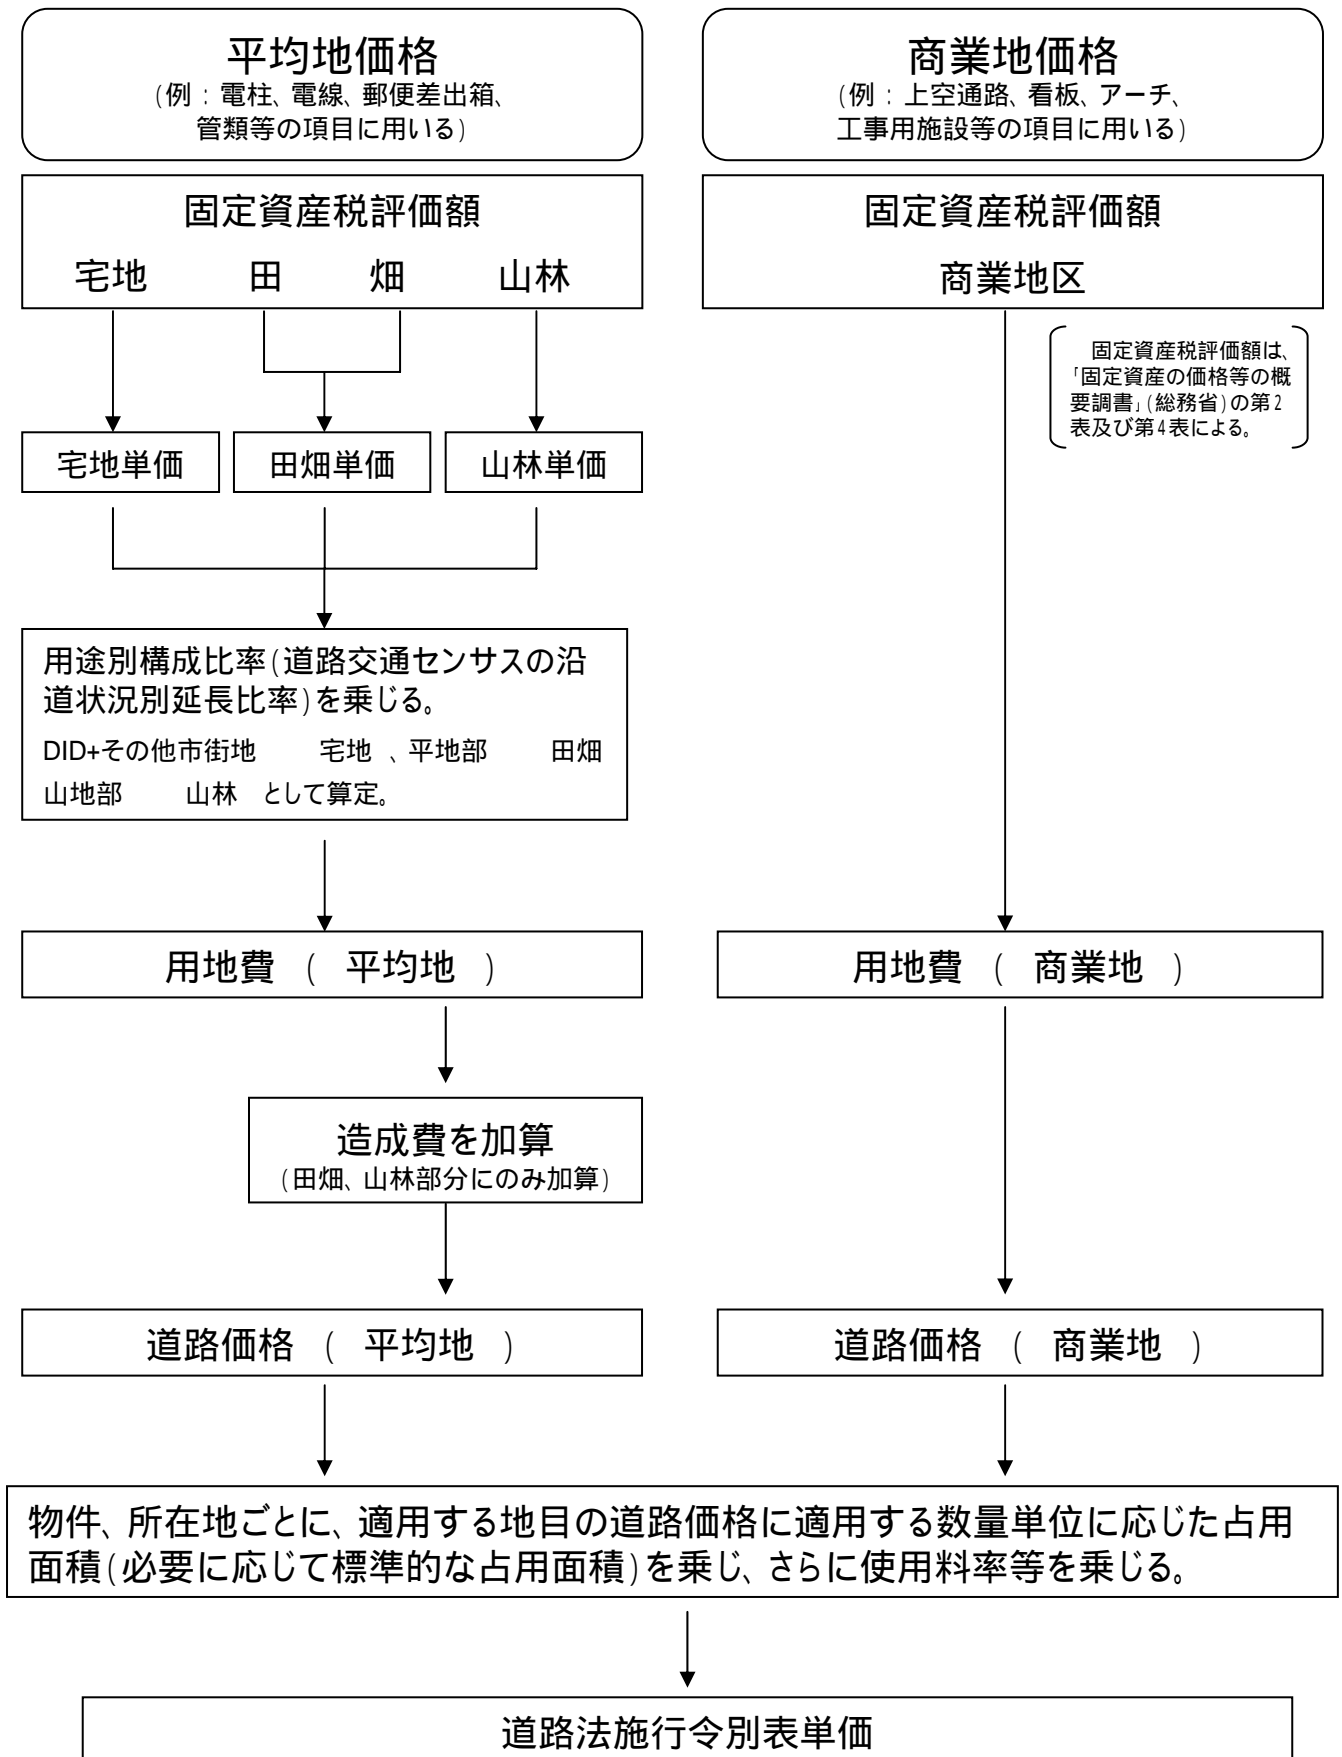 平均地価格
(例：電柱、電線、郵便差出箱、
管類等の項目に用いる)
商業地価格
(例：上空通路、看板、アーチ、
工事用施設等の項目に用いる)
固定資産税評価額
宅地　田　畑　山林
固定資産税評価額
商業地区
固定資産税評価額は、
「固定資産の価格等の概
要調書」(総務省)の第2
表及び第4表による。
宅地単価
田畑単価
山林単価
用途別構成比率(道路交通センサスの沿
道状況別延長比率)を乗じる。
DID+その他市街地　宅地　、平地部　田畑
山地部　山林　として算定。
用地費　(　平均地　)
用地費　(　商業地　)
造成費を加算
(田畑、山林部分にのみ加算)
道路価格　(　平均地　)
道路価格　(　商業地　)
物件、所在地ごとに、適用する地目の道路価格に適用する数量単位に応じた占用
面積(必要に応じて標準的な占用面積)を乗じ、さらに使用料率等を乗じる。
道路法施行令別表単価